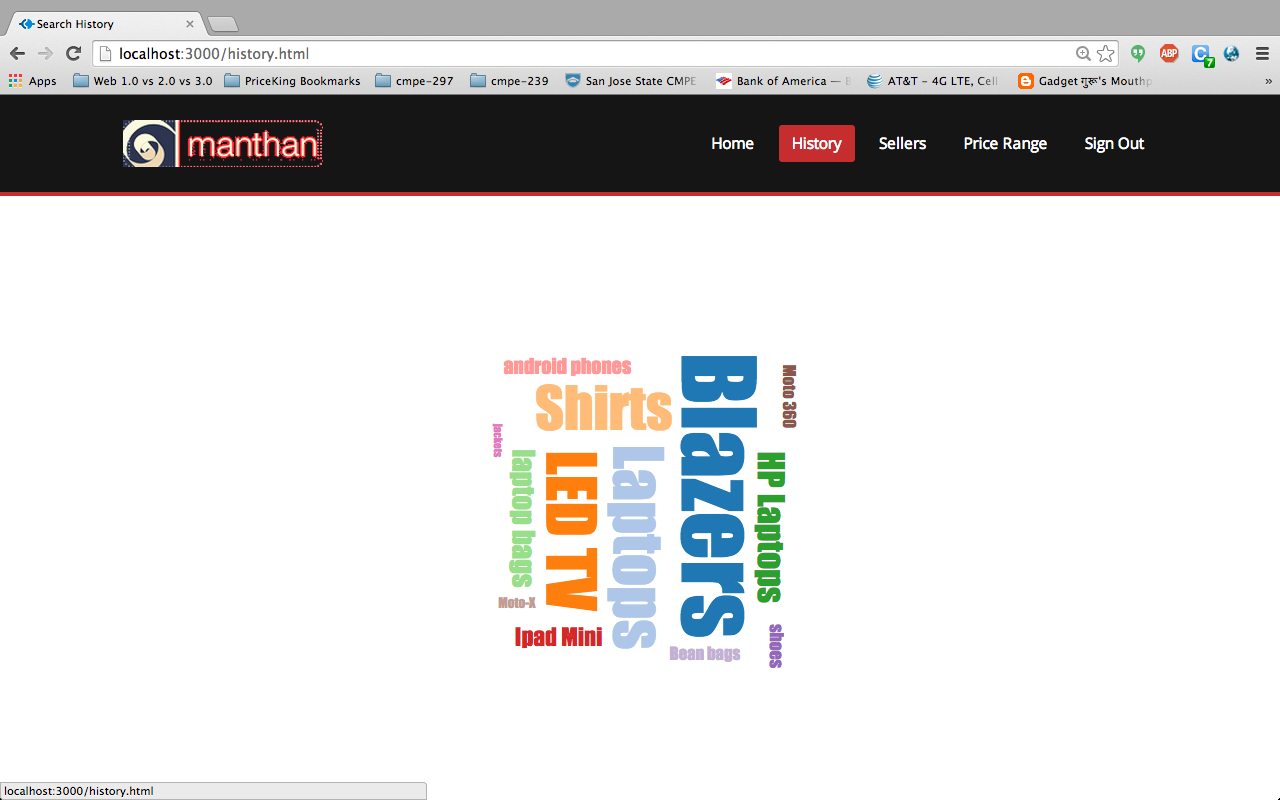 Search History
localhost:3000/history.html
Apps
Web 1.0 vs 2.0 vs 3.0
PriceKing Bookmarks
cmpe-297
cmpe-239
San Jose State CMPE
Bank of America —
AT&T – 4G LTE, Cell
Gadget गुरू's Mouthp
»
ABP
C
7
manthan
Home
History
Sellers
Price Range
Sign Out
android phones
Shirts
Blazers
Moto 360
jackets
laptop bags
LED TV
Laptops
HP Laptops
Moto-X
Ipad Mini
Bean bags
shoes
localhost:3000/history.html